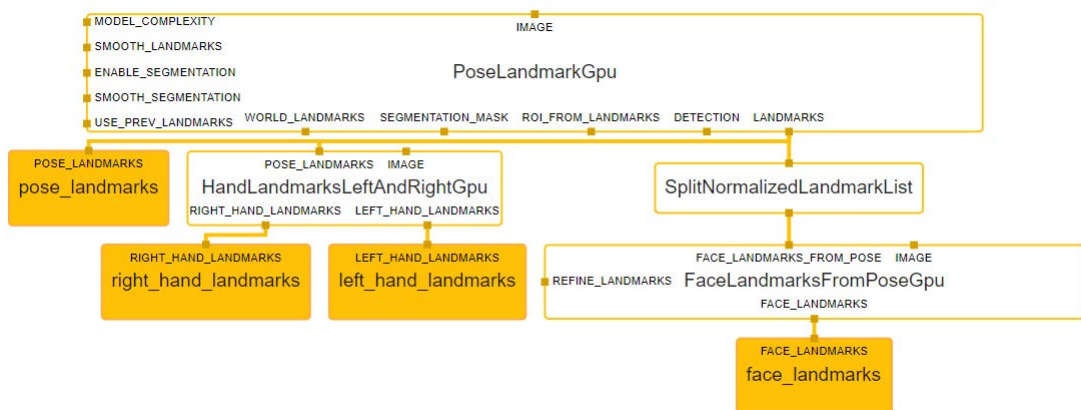 MODEL_COMPLEXITY
IMAGE
SMOOTH_LANDMARKS
ENABLE_SEGMENTATION
PoseLandmarkGpu
SMOOTH_SEGMENTATION
USE_PREV_LANDMARKS WORLD_LANDMARKS SEGMENTATION_MASK ROI_FROM_LANDMARKS DETECTION LANDMARKS
POSE_LANDMARKS
pose_landmarks
POSE_LANDMARKS IMAGE
HandLandmarksLeftAndRightGpu
RIGHT_HAND_LANDMARKS LEFT_HAND_LANDMARKS
SplitNormalizedLandmarkList
RIGHT_HAND_LANDMARKS
right_hand_landmarks
LEFT_HAND_LANDMARKS
left_hand_landmarks
FACE_LANDMARKS_FROM_POSE IMAGE
REFINE_LANDMARKS FaceLandmarksFromPoseGpu
FACE_LANDMARKS
FACE_LANDMARKS
face_landmarks